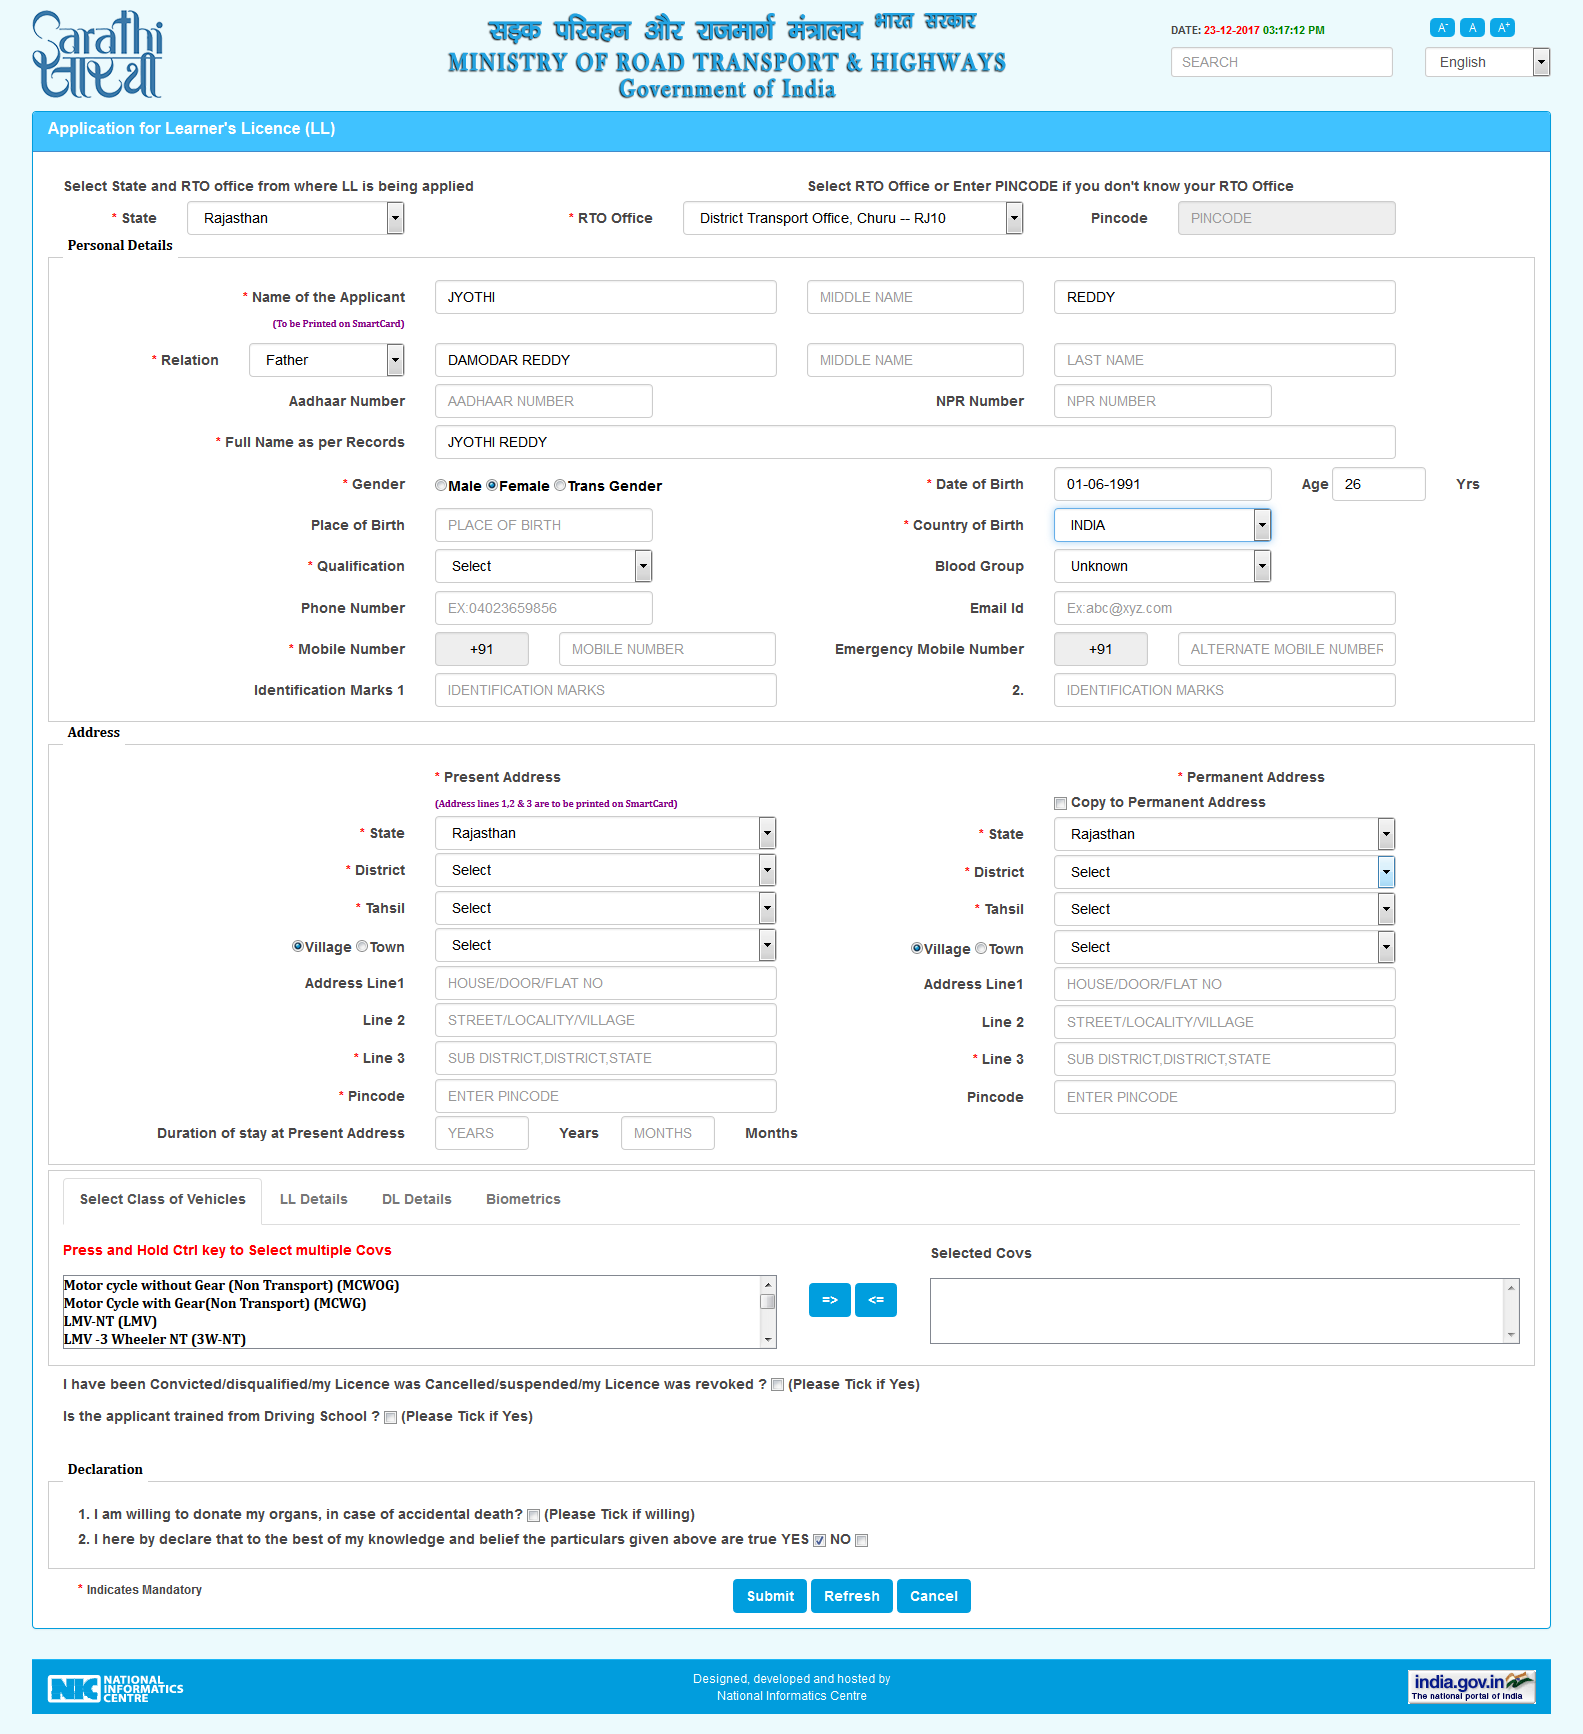 Sarathi
सारथी
सड़क परिवहन और राजमार्ग मंत्रालय भारत सरकार
MINISTRY OF ROAD TRANSPORT & HIGHWAYS
Government of India
DATE: 23-12-2017 03:17:12 PM
A- A A+
SEARCH
English
Application for Learner's Licence (LL)
Select State and RTO office from where LL is being applied
Select RTO Office or Enter PINCODE if you don't know your RTO Office
* State Rajasthan * RTO Office District Transport Office, Churu -- RJ10 Pincode PINCODE
Personal Details
* Name of the Applicant JYOTHI MIDDLE NAME REDDY
(To be Printed on SmartCard)
* Relation Father DAMODAR REDDY MIDDLE NAME LAST NAME
Aadhaar Number AADHAAR NUMBER NPR Number NPR NUMBER
* Full Name as per Records JYOTHI REDDY
* Gender Male Female Trans Gender * Date of Birth 01-06-1991 Age 26 Yrs
Place of Birth PLACE OF BIRTH * Country of Birth INDIA
* Qualification Select Blood Group Unknown
Phone Number EX:04023659856 Email Id Ex:abc@xyz.com
* Mobile Number +91 MOBILE NUMBER Emergency Mobile Number +91 ALTERNATE MOBILE NUMBER
Identification Marks 1 IDENTIFICATION MARKS 2. IDENTIFICATION MARKS
Address
* Present Address * Permanent Address
(Address lines 1,2 & 3 are to be printed on SmartCard) Copy to Permanent Address
* State Rajasthan * State Rajasthan
* District Select * District Select
* Tahsil Select * Tahsil Select
Village Town Select Village Town Select
Address Line1 HOUSE/DOOR/FLAT NO Address Line1 HOUSE/DOOR/FLAT NO
Line 2 STREET/LOCALITY/VILLAGE Line 2 STREET/LOCALITY/VILLAGE
* Line 3 SUB DISTRICT,DISTRICT,STATE * Line 3 SUB DISTRICT,DISTRICT,STATE
* Pincode ENTER PINCODE Pincode ENTER PINCODE
Duration of stay at Present Address YEARS Years MONTHS Months
Select Class of Vehicles LL Details DL Details Biometrics
Press and Hold Ctrl key to Select multiple Covs
Selected Covs
Motor cycle without Gear (Non Transport) (MCWOG)
Motor Cycle with Gear(Non Transport) (MCWG)
LMV-NT (LMV)
LMV -3 Wheeler NT (3W-NT)
=> <=
I have been Convicted/disqualified/my Licence was Cancelled/suspended/my Licence was revoked ? (Please Tick if Yes)
Is the applicant trained from Driving School ? (Please Tick if Yes)
Declaration
1. I am willing to donate my organs, in case of accidental death? (Please Tick if willing)
2. I here by declare that to the best of my knowledge and belief the particulars given above are true YES NO
* Indicates Mandatory
Submit Refresh Cancel
NIC NATIONAL INFORMATICS CENTRE
Designed, developed and hosted by
National Informatics Centre
india.gov.in
The national portal of India